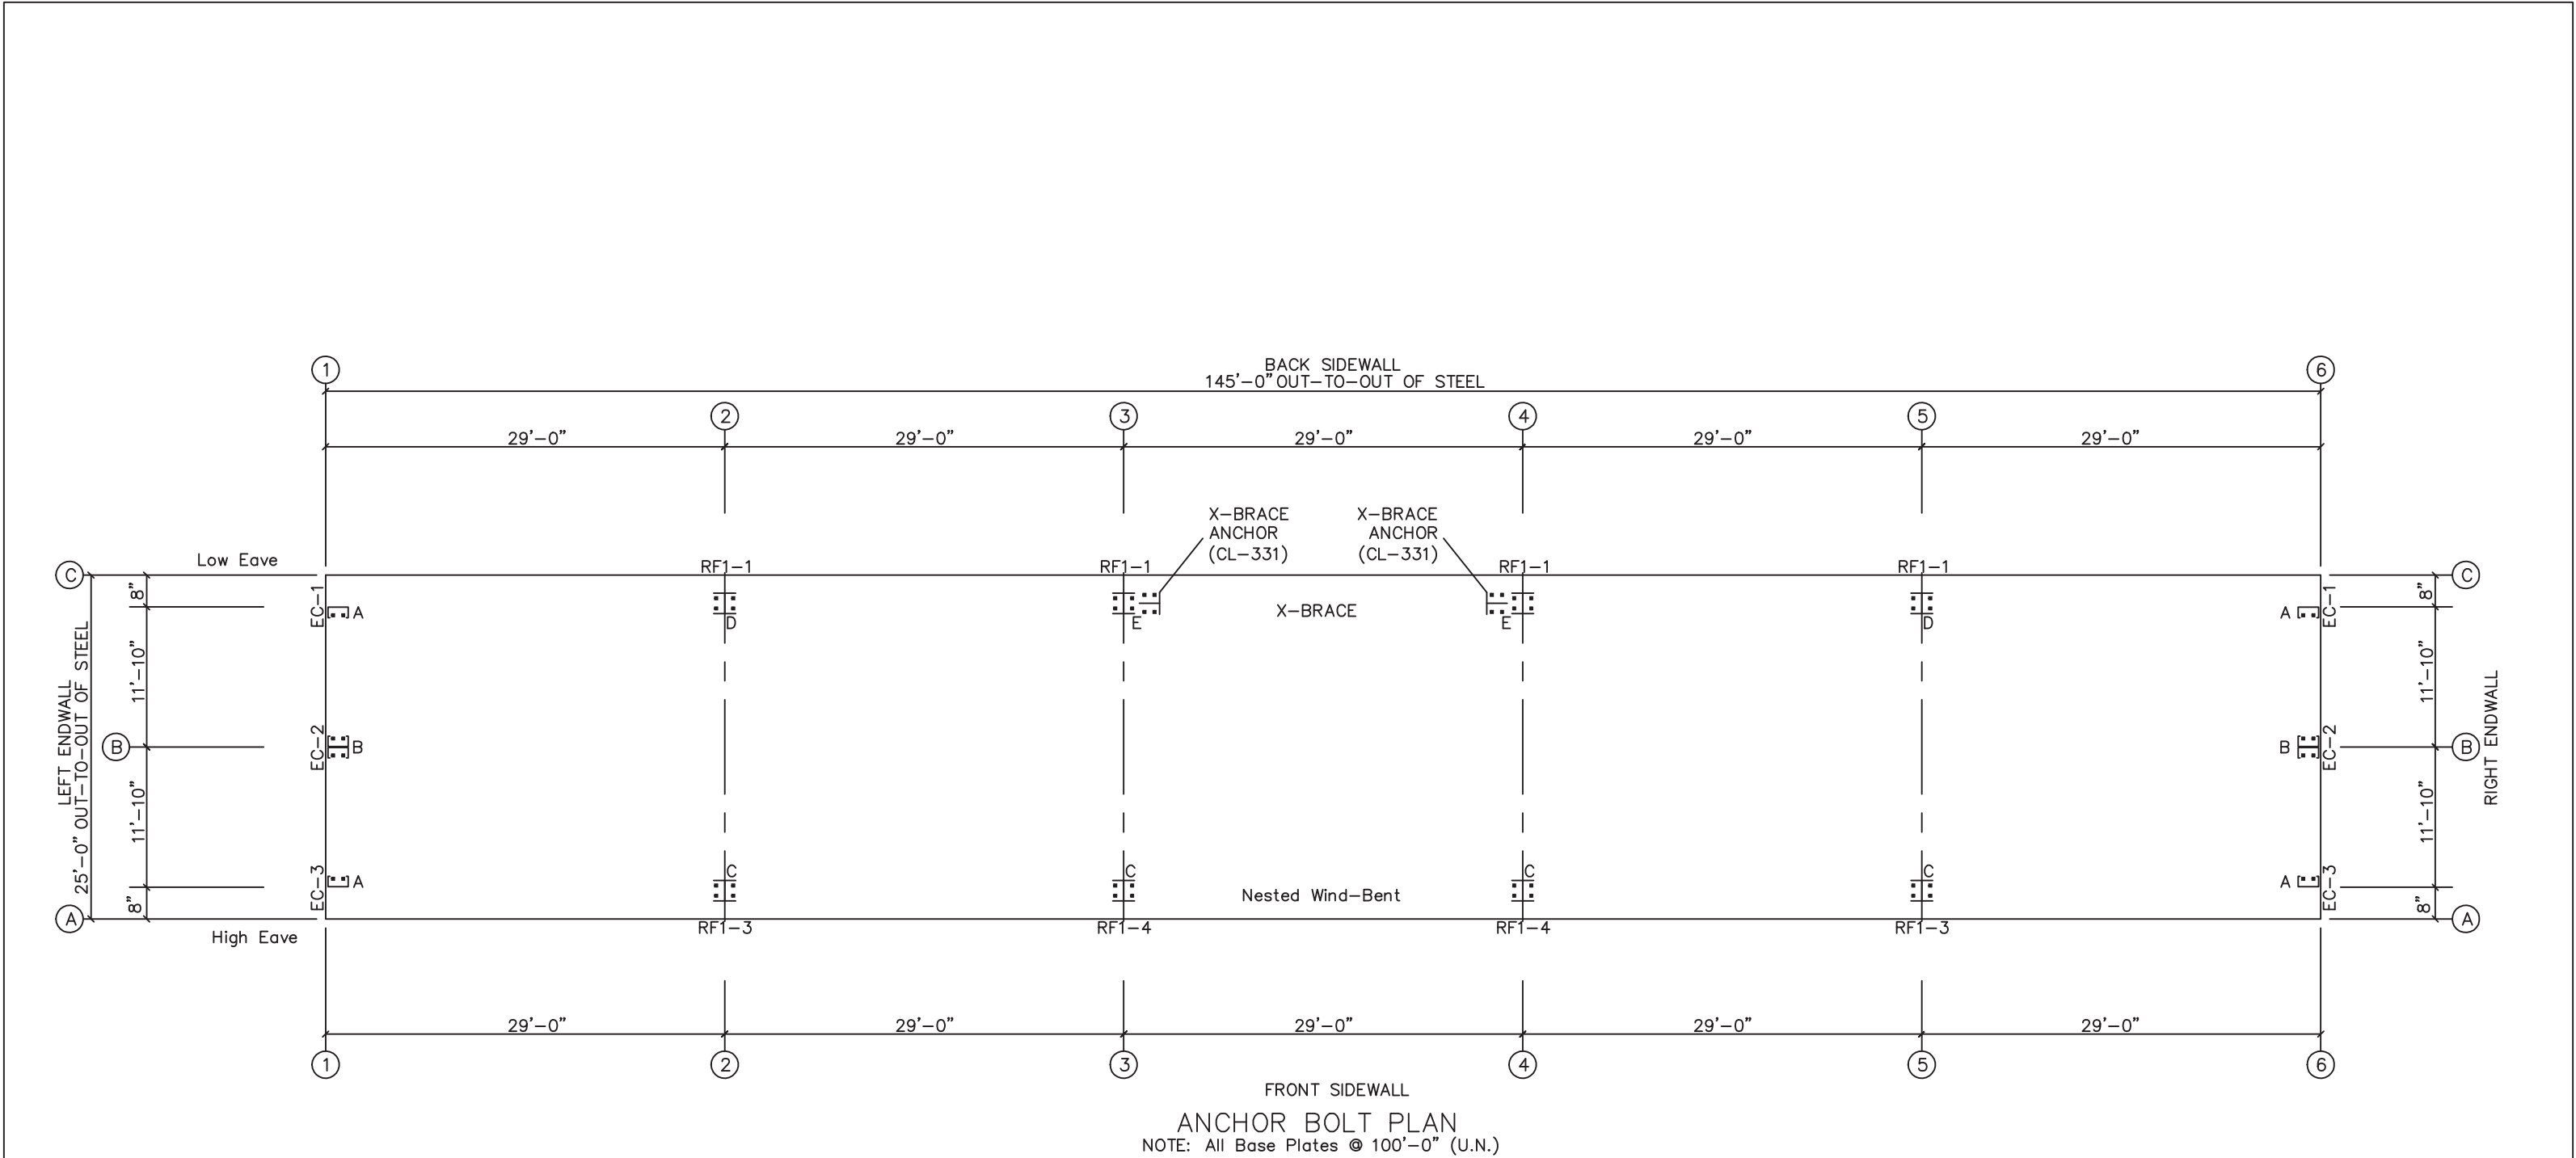 BACK SIDEWALL
145'-0" OUT-TO-OUT OF STEEL
1
6
2
3
4
5
29'-0"
29'-0"
29'-0"
29'-0"
29'-0"
X-BRACE
ANCHOR
(CL-331)
X-BRACE
ANCHOR
(CL-331)
Low Eave
RF1-1
RF1-1
RF1-1
RF1-1
C
C
8"
8"
EC-1
A
D
E
X-BRACE
E
D
A
EC-1
LEFT ENDWALL
25'-0" OUT-TO-OUT OF STEEL
11'-10"
11'-10"
B
EC-2
B
B
EC-2
B
RIGHT ENDWALL
11'-10"
11'-10"
EC-3
A
C
C
C
C
A
EC-3
Nested Wind-Bent
8"
8"
A
A
High Eave
RF1-3
RF1-4
RF1-4
RF1-3
29'-0"
29'-0"
29'-0"
29'-0"
29'-0"
1
2
3
4
5
6
FRONT SIDEWALL
ANCHOR BOLT PLAN
NOTE: All Base Plates @ 100'-0" (U.N.)